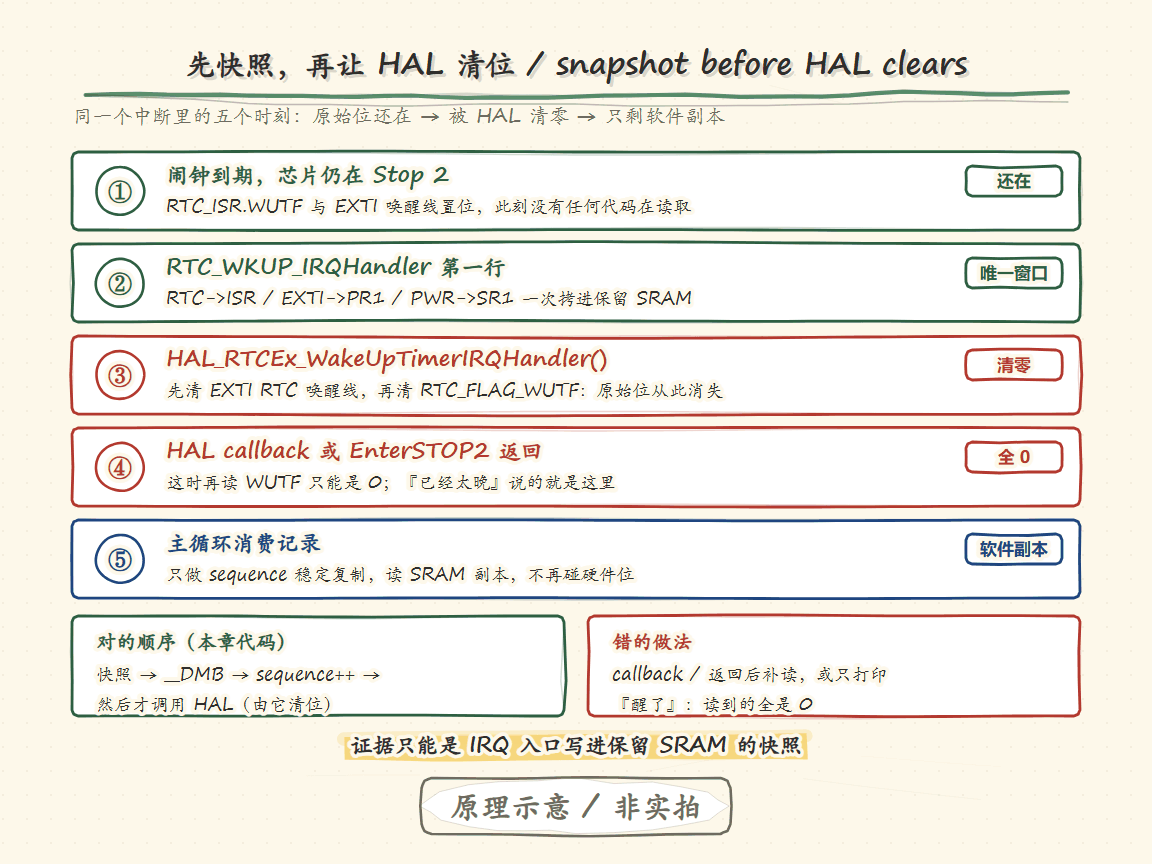 先快照，再让 HAL 清位 / snapshot before HAL clears
同一个中断里的五个时刻：原始位还在 → 被 HAL 清零 → 只剩软件副本
① 闹钟到期，芯片仍在 Stop 2 还在
RTC_ISR.WUTF 与 EXTI 唤醒线置位，此刻没有任何代码在读取
② RTC_WKUP_IRQHandler 第一行 唯一窗口
RTC->ISR / EXTI->PR1 / PWR->SR1 一次拷进保留 SRAM
③ HAL_RTCEx_WakeUpTimerIRQHandler() 清零
先清 EXTI RTC 唤醒线，再清 RTC_FLAG_WUTF：原始位从此消失
④ HAL callback 或 EnterSTOP2 返回 全 0
这时再读 WUTF 只能是 0；『已经太晚』说的就是这里
⑤ 主循环消费记录 软件副本
只做 sequence 稳定复制，读 SRAM 副本，不再碰硬件位
对的顺序（本章代码）
快照 → __DMB → sequence++ →
然后才调用 HAL（由它清位）
错的做法
callback / 返回后补读，或只打印
『醒了』：读到的全是 0
证据只能是 IRQ 入口写进保留 SRAM 的快照
原理示意 / 非实拍